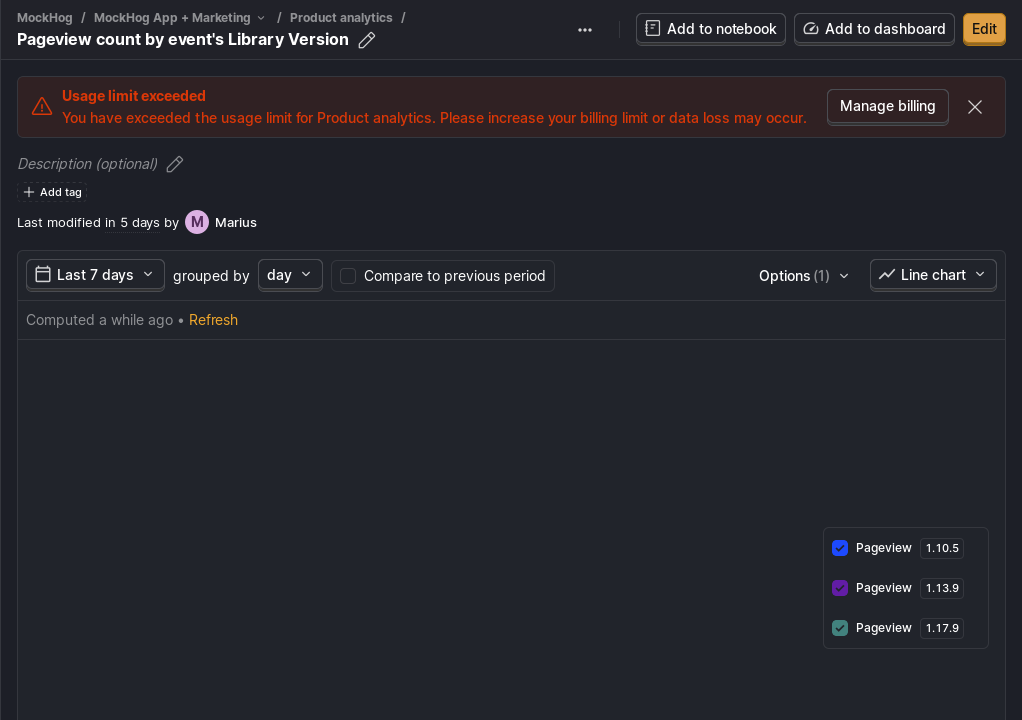 MockHog / MockHog App + Marketing / Product analytics /
Pageview count by event's Library Version
Add to notebook
Add to dashboard
Edit
Usage limit exceeded
You have exceeded the usage limit for Product analytics. Please increase your billing limit or data loss may occur.
Manage billing
Description (optional)
Add tag
Last modified in 5 days by M Marius
Last 7 days grouped by day Compare to previous period Options (1) Line chart
Computed a while ago • Refresh
Pageview 1.10.5
Pageview 1.13.9
Pageview 1.17.9